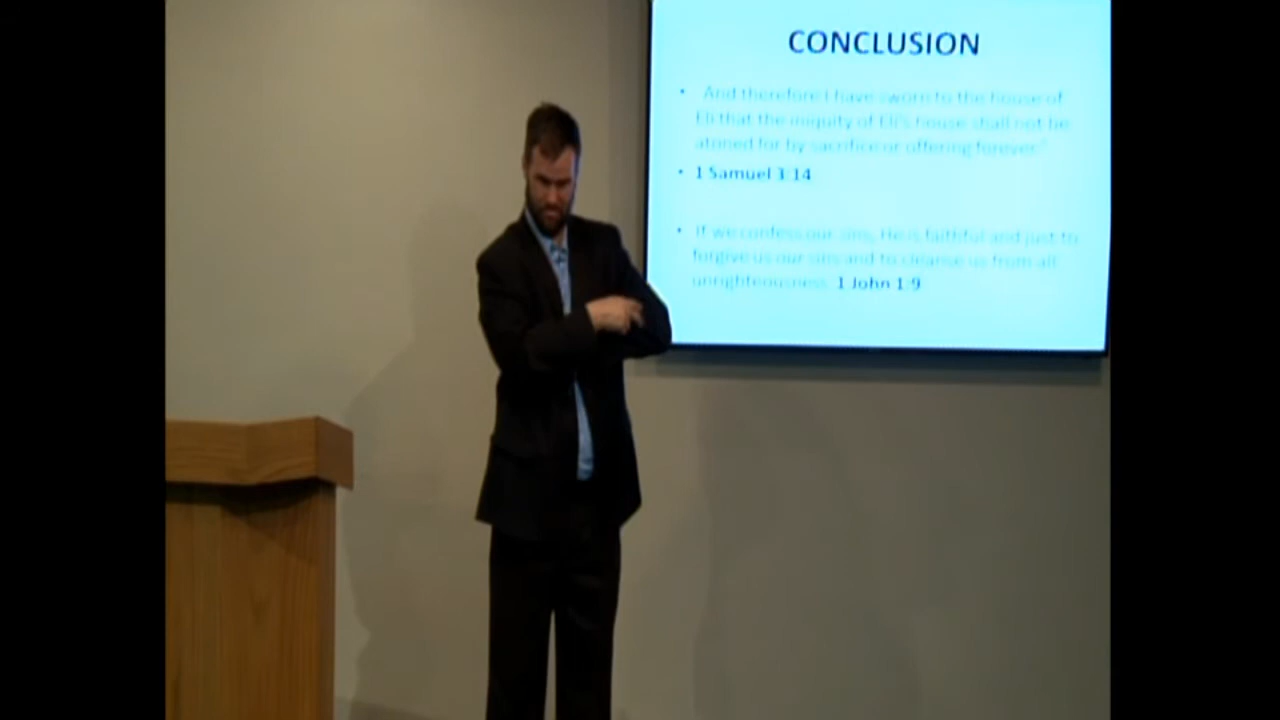 CONCLUSION
• And therefore I have sworn to the house of
Eli that the iniquity of Eli's house shall not be
atoned for by sacrifice or offering forever."
• 1 Samuel 3:14
• If we confess our sins, He is faithful and just to
forgive us our sins and to cleanse us from all
unrighteousness. 1 John 1:9